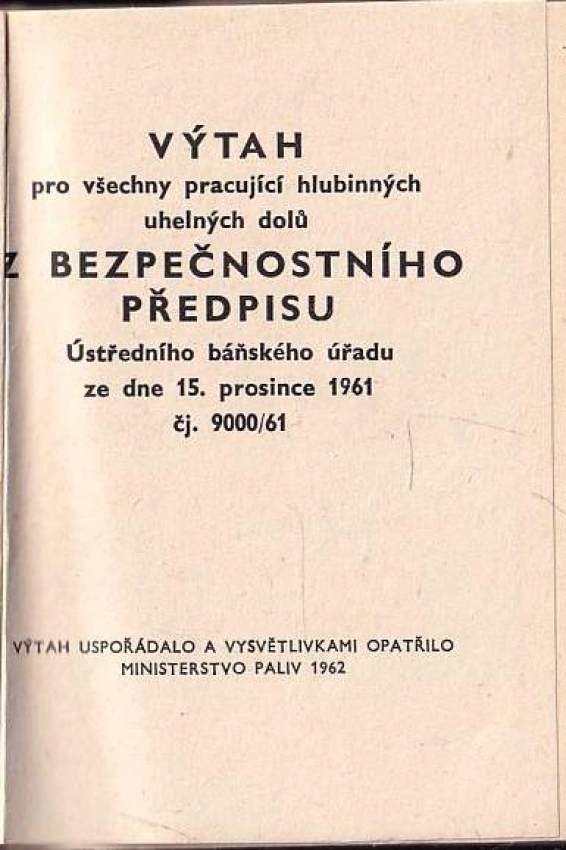 VÝTAH
pro všechny pracující hlubinných
uhelných dolů
Z BEZPEČNOSTNÍHO
PŘEDPISU
Ústředního báňského úřadu
ze dne 15. prosince 1961
čj. 9000/61
VÝTAH USPOŘÁDALO A VYSVĚTLIVKAMI OPATŘILO
MINISTERSTVO PALIV 1962